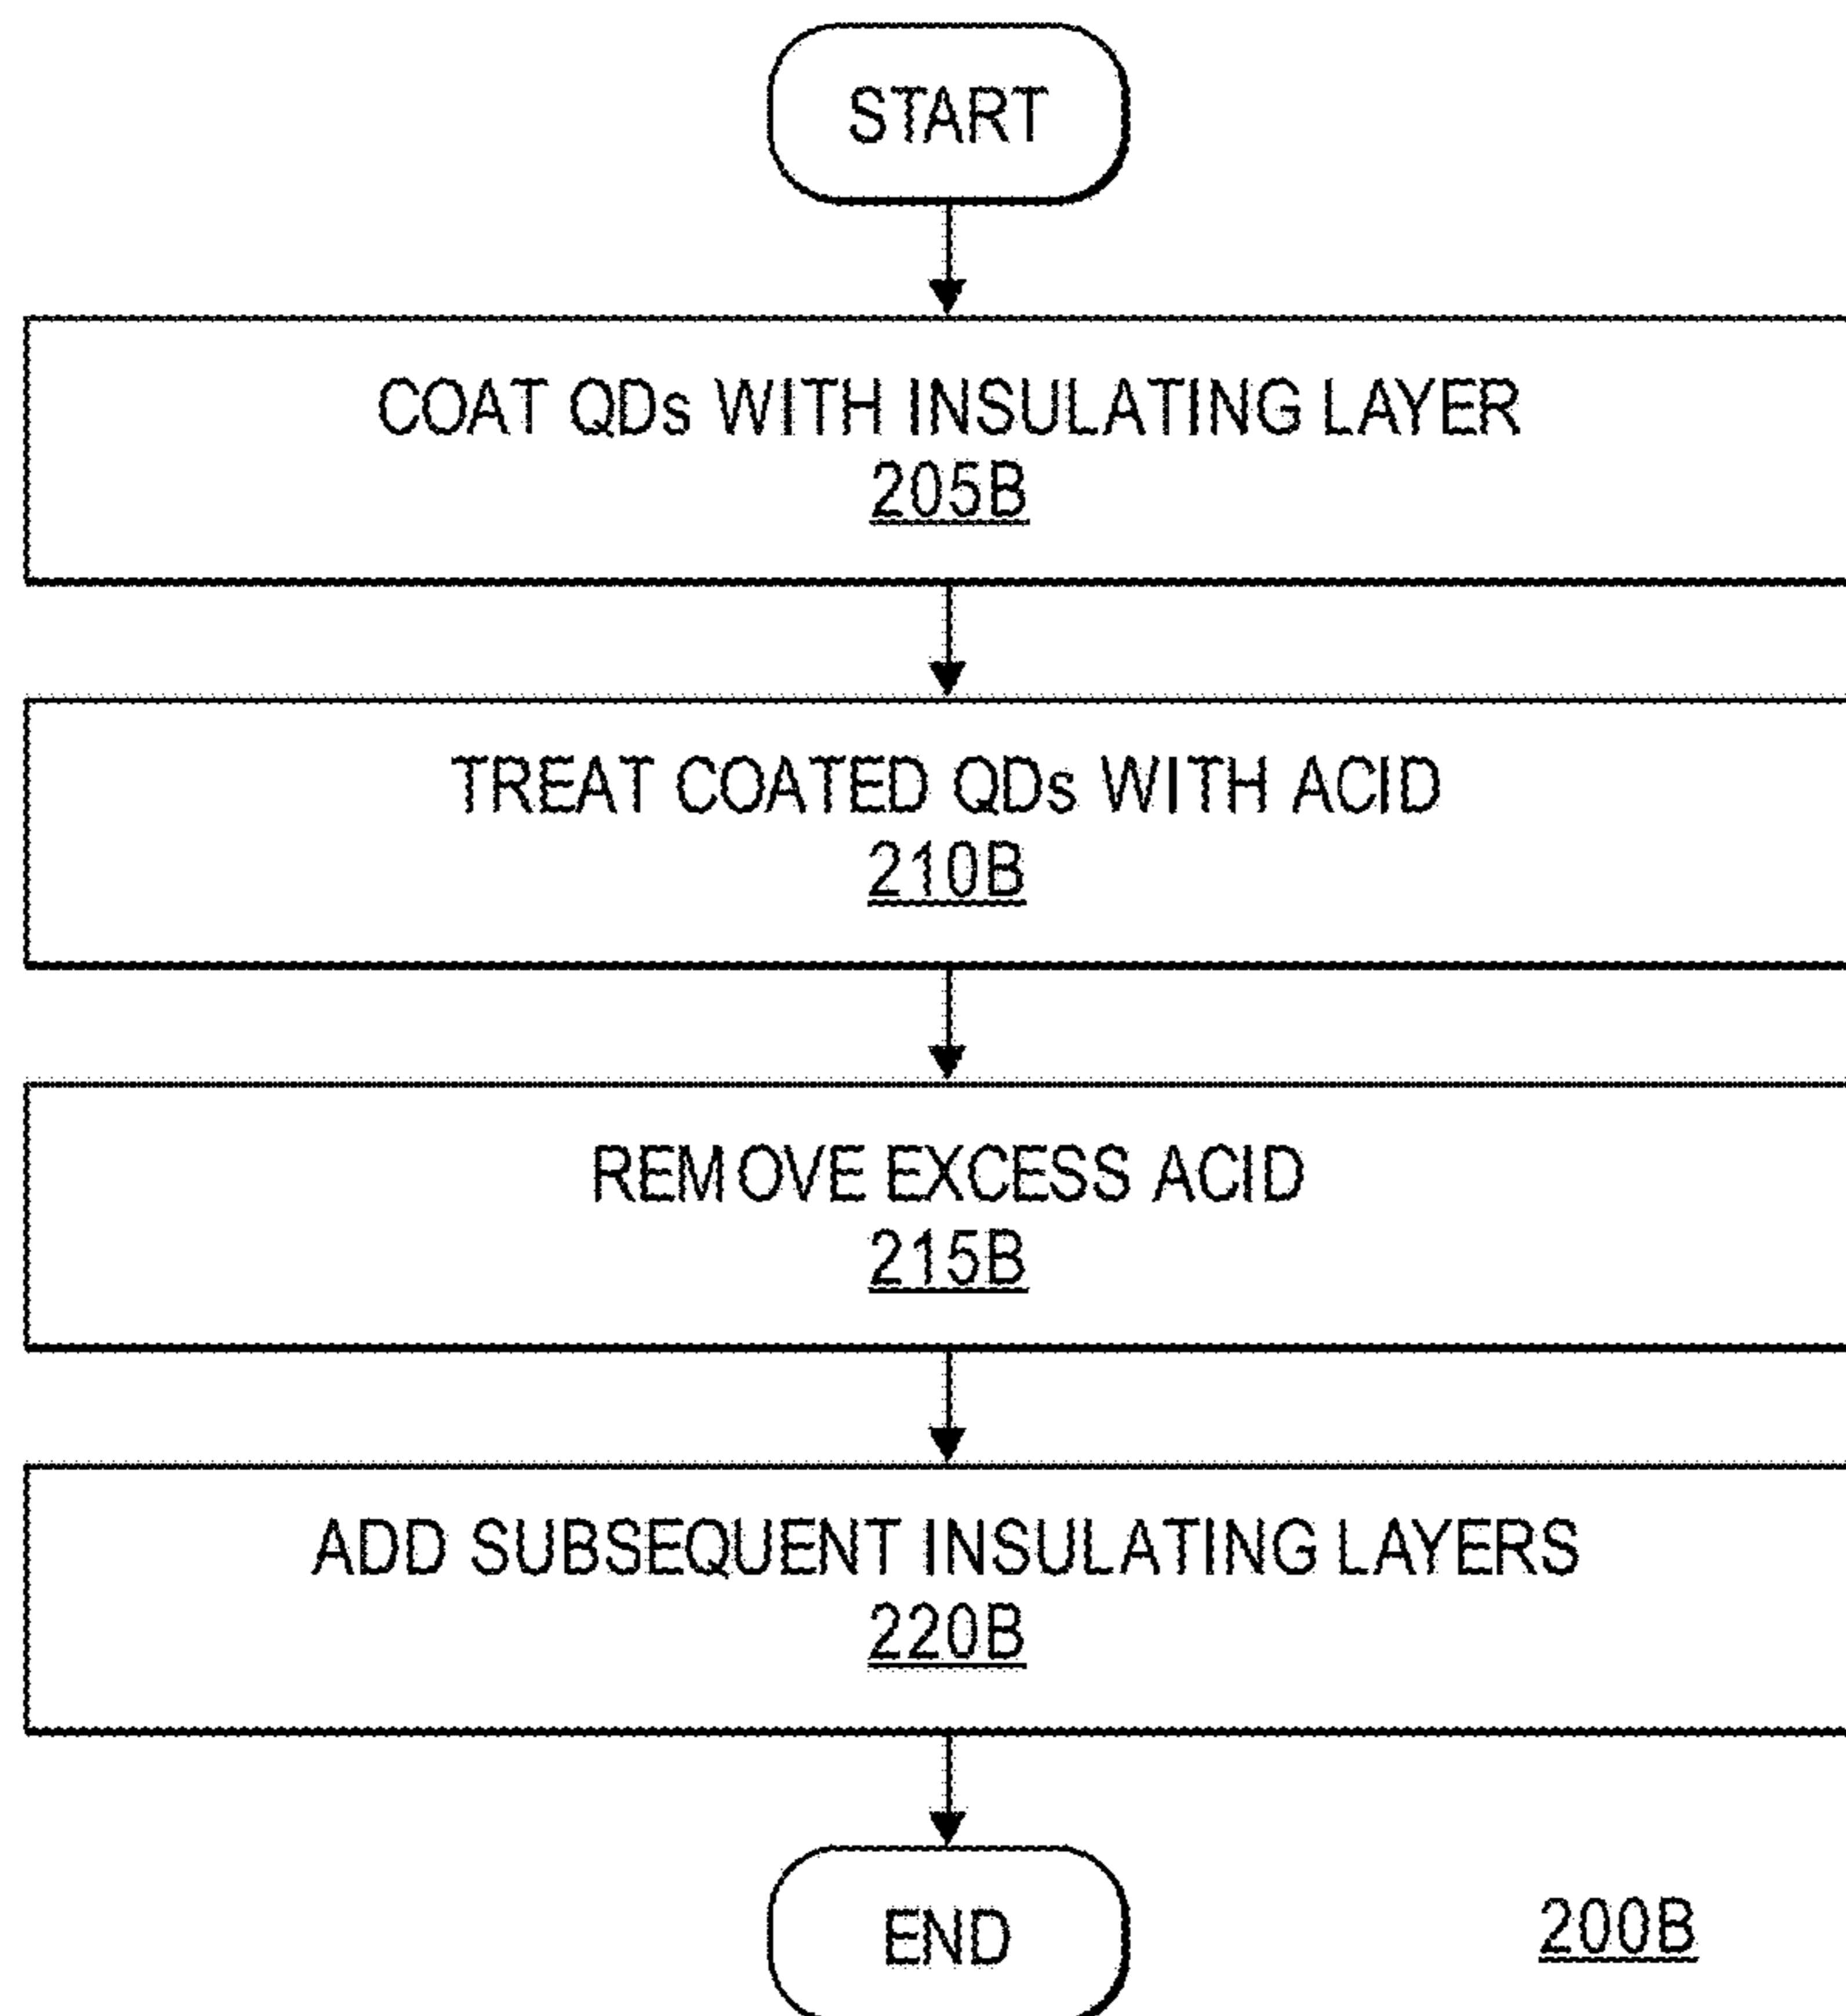 START
COAT QDs WITH INSULATING LAYER
205B
TREAT COATED QDs WITH ACID
210B
REMOVE EXCESS ACID
215B
ADD SUBSEQUENT INSULATING LAYERS
220B
END
200B